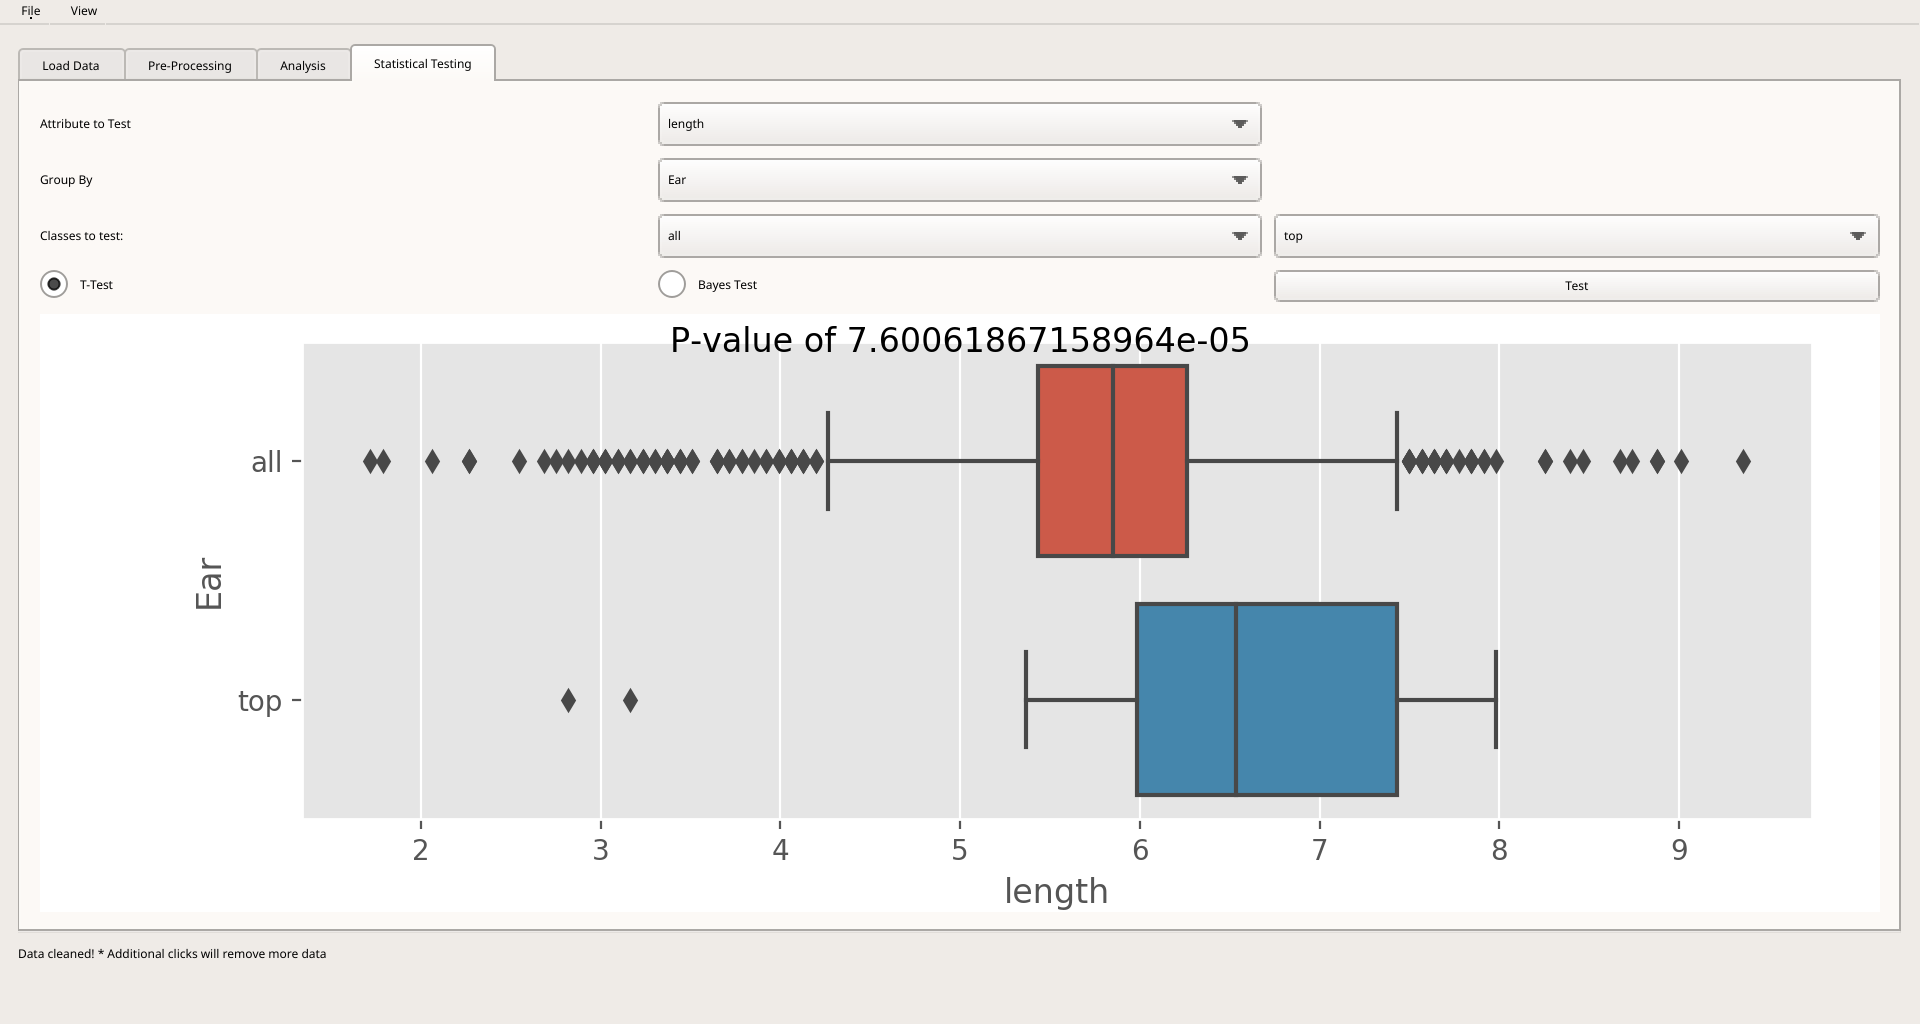 File View
Load Data Pre-Processing Analysis Statistical Testing
Attribute to Test length
Group By Ear
Classes to test: all top
T-Test Bayes Test Test
P-value of 7.60061867158964e-05
all
Ear
top
2 3 4 5 6 7 8 9
length
Data cleaned! * Additional clicks will remove more data